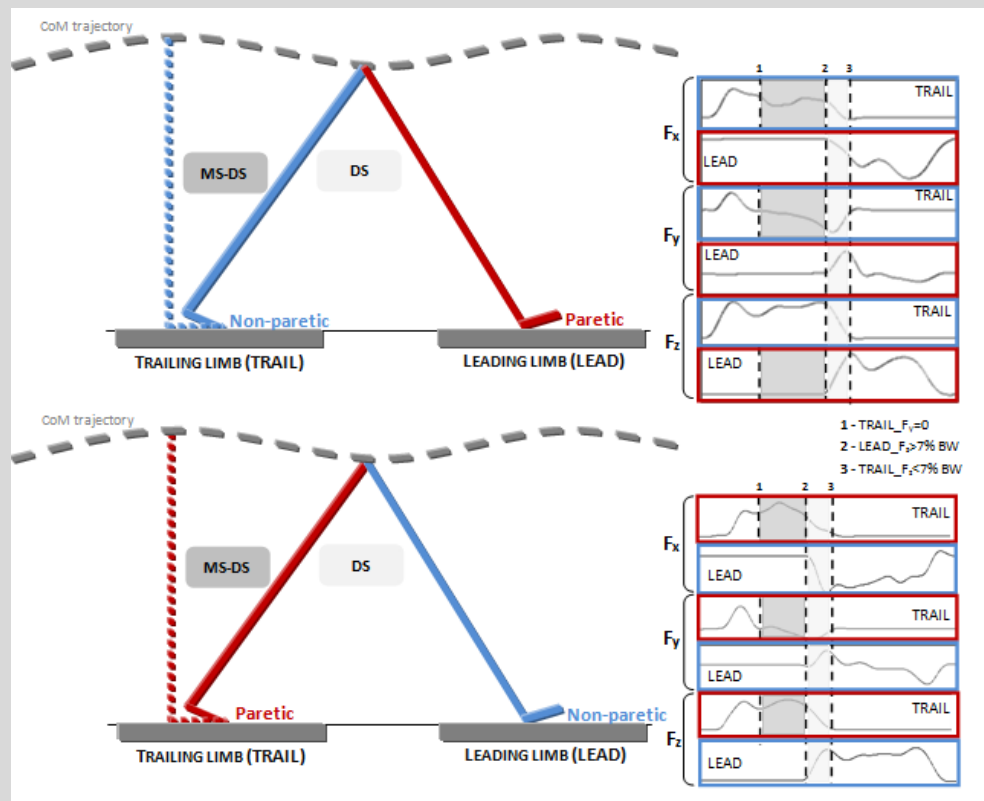 CoM trajectory
MS-DS
DS
Non-paretic
Paretic
TRAILING LIMB (TRAIL)
LEADING LIMB (LEAD)
1 2 3
Fx
TRAIL
LEAD
Fy
TRAIL
LEAD
Fz
TRAIL
LEAD
1 - TRAIL_Fy=0
2 - LEAD_Fz>7% BW
3 - TRAIL_Fz<7% BW
CoM trajectory
MS-DS
DS
Paretic
Non-paretic
TRAILING LIMB (TRAIL)
LEADING LIMB (LEAD)
1 2 3
Fx
TRAIL
LEAD
Fy
TRAIL
LEAD
Fz
TRAIL
LEAD